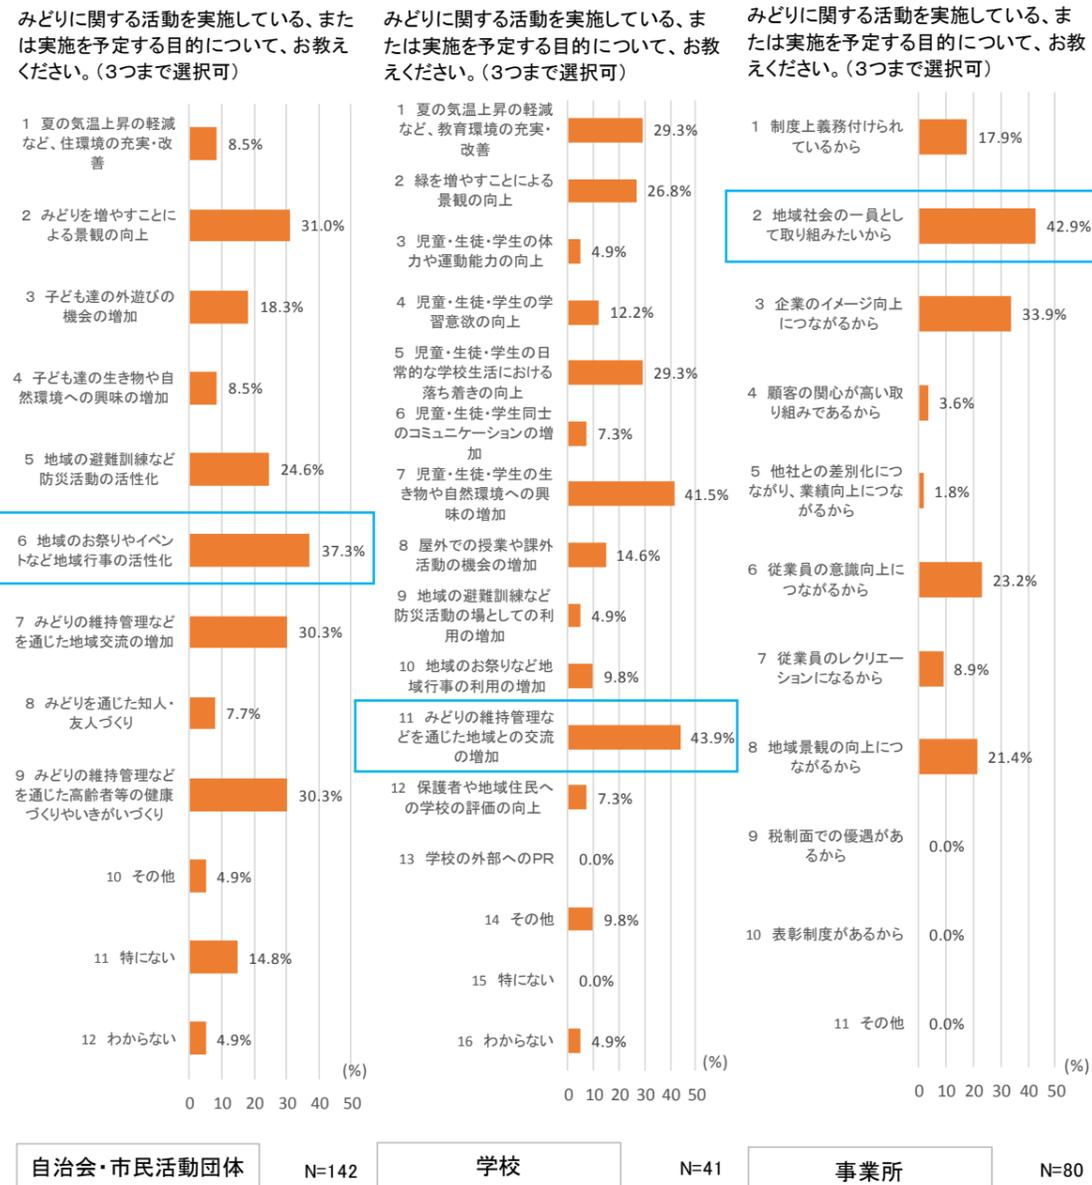 みどりに関する活動を実施している、また
は実施を予定する目的について、お教え
ください。（３つまで選択可）
1 夏の気温上昇の軽減
など、住環境の充実・改
善
8.5%
2 みどりを増やすことに
よる景観の向上
31.0%
3 子ども達の外遊びの
機会の増加
18.3%
4 子ども達の生き物や自
然環境への興味の増加
8.5%
5 地域の避難訓練など
防災活動の活性化
24.6%
6 地域のお祭りやイベン
トなど地域行事の活性化
37.3%
7 みどりの維持管理など
を通じた地域交流の増加
30.3%
8 みどりを通じた知人・
友人づくり
7.7%
9 みどりの維持管理など
を通じた高齢者等の健康
づくりやいきがいづくり
30.3%
10 その他
4.9%
11 特にない
14.8%
12 わからない
4.9%
(%)
0 10 20 30 40 50
自治会・市民活動団体
N=142
みどりに関する活動を実施している、ま
たは実施を予定する目的について、お教
えください。（３つまで選択可）
1 夏の気温上昇の軽減
など、教育環境の充実・
改善
29.3%
2 緑を増やすことによる
景観の向上
26.8%
3 児童・生徒・学生の体
力や運動能力の向上
4.9%
4 児童・生徒・学生の学
習意欲の向上
12.2%
5 児童・生徒・学生の日
常的な学校生活における
落ち着きの向上
29.3%
6 児童・生徒・学生同士
のコミュニケーションの増
加
7.3%
7 児童・生徒・学生の生
き物や自然環境への興
味の増加
41.5%
8 屋外での授業や課外
活動の機会の増加
14.6%
9 地域の避難訓練など
防災活動の場としての利
用の増加
4.9%
10 地域のお祭りなど地
域行事の利用の増加
9.8%
11 みどりの維持管理な
どを通じた地域との交流
の増加
43.9%
12 保護者や地域住民へ
の学校の評価の向上
7.3%
13 学校の外部へのPR
0.0%
14 その他
9.8%
15 特にない
0.0%
16 わからない
4.9%
(%)
0 10 20 30 40 50
学校
N=41
みどりに関する活動を実施している、ま
たは実施を予定する目的について、お教
えください。（３つまで選択可）
1 制度上義務付けられ
ているから
17.9%
2 地域社会の一員とし
て取り組みたいから
42.9%
3 企業のイメージ向上
につながるから
33.9%
4 顧客の関心が高い取
り組みであるから
3.6%
5 他社との差別化につ
ながり、業績向上につな
がるから
1.8%
6 従業員の意識向上に
つながるから
23.2%
7 従業員のレクリエー
ションになるから
8.9%
8 地域景観の向上につ
ながるから
21.4%
9 税制面での優遇があ
るから
0.0%
10 表彰制度があるから
0.0%
11 その他
0.0%
(%)
0 10 20 30 40 50
事業所
N=80